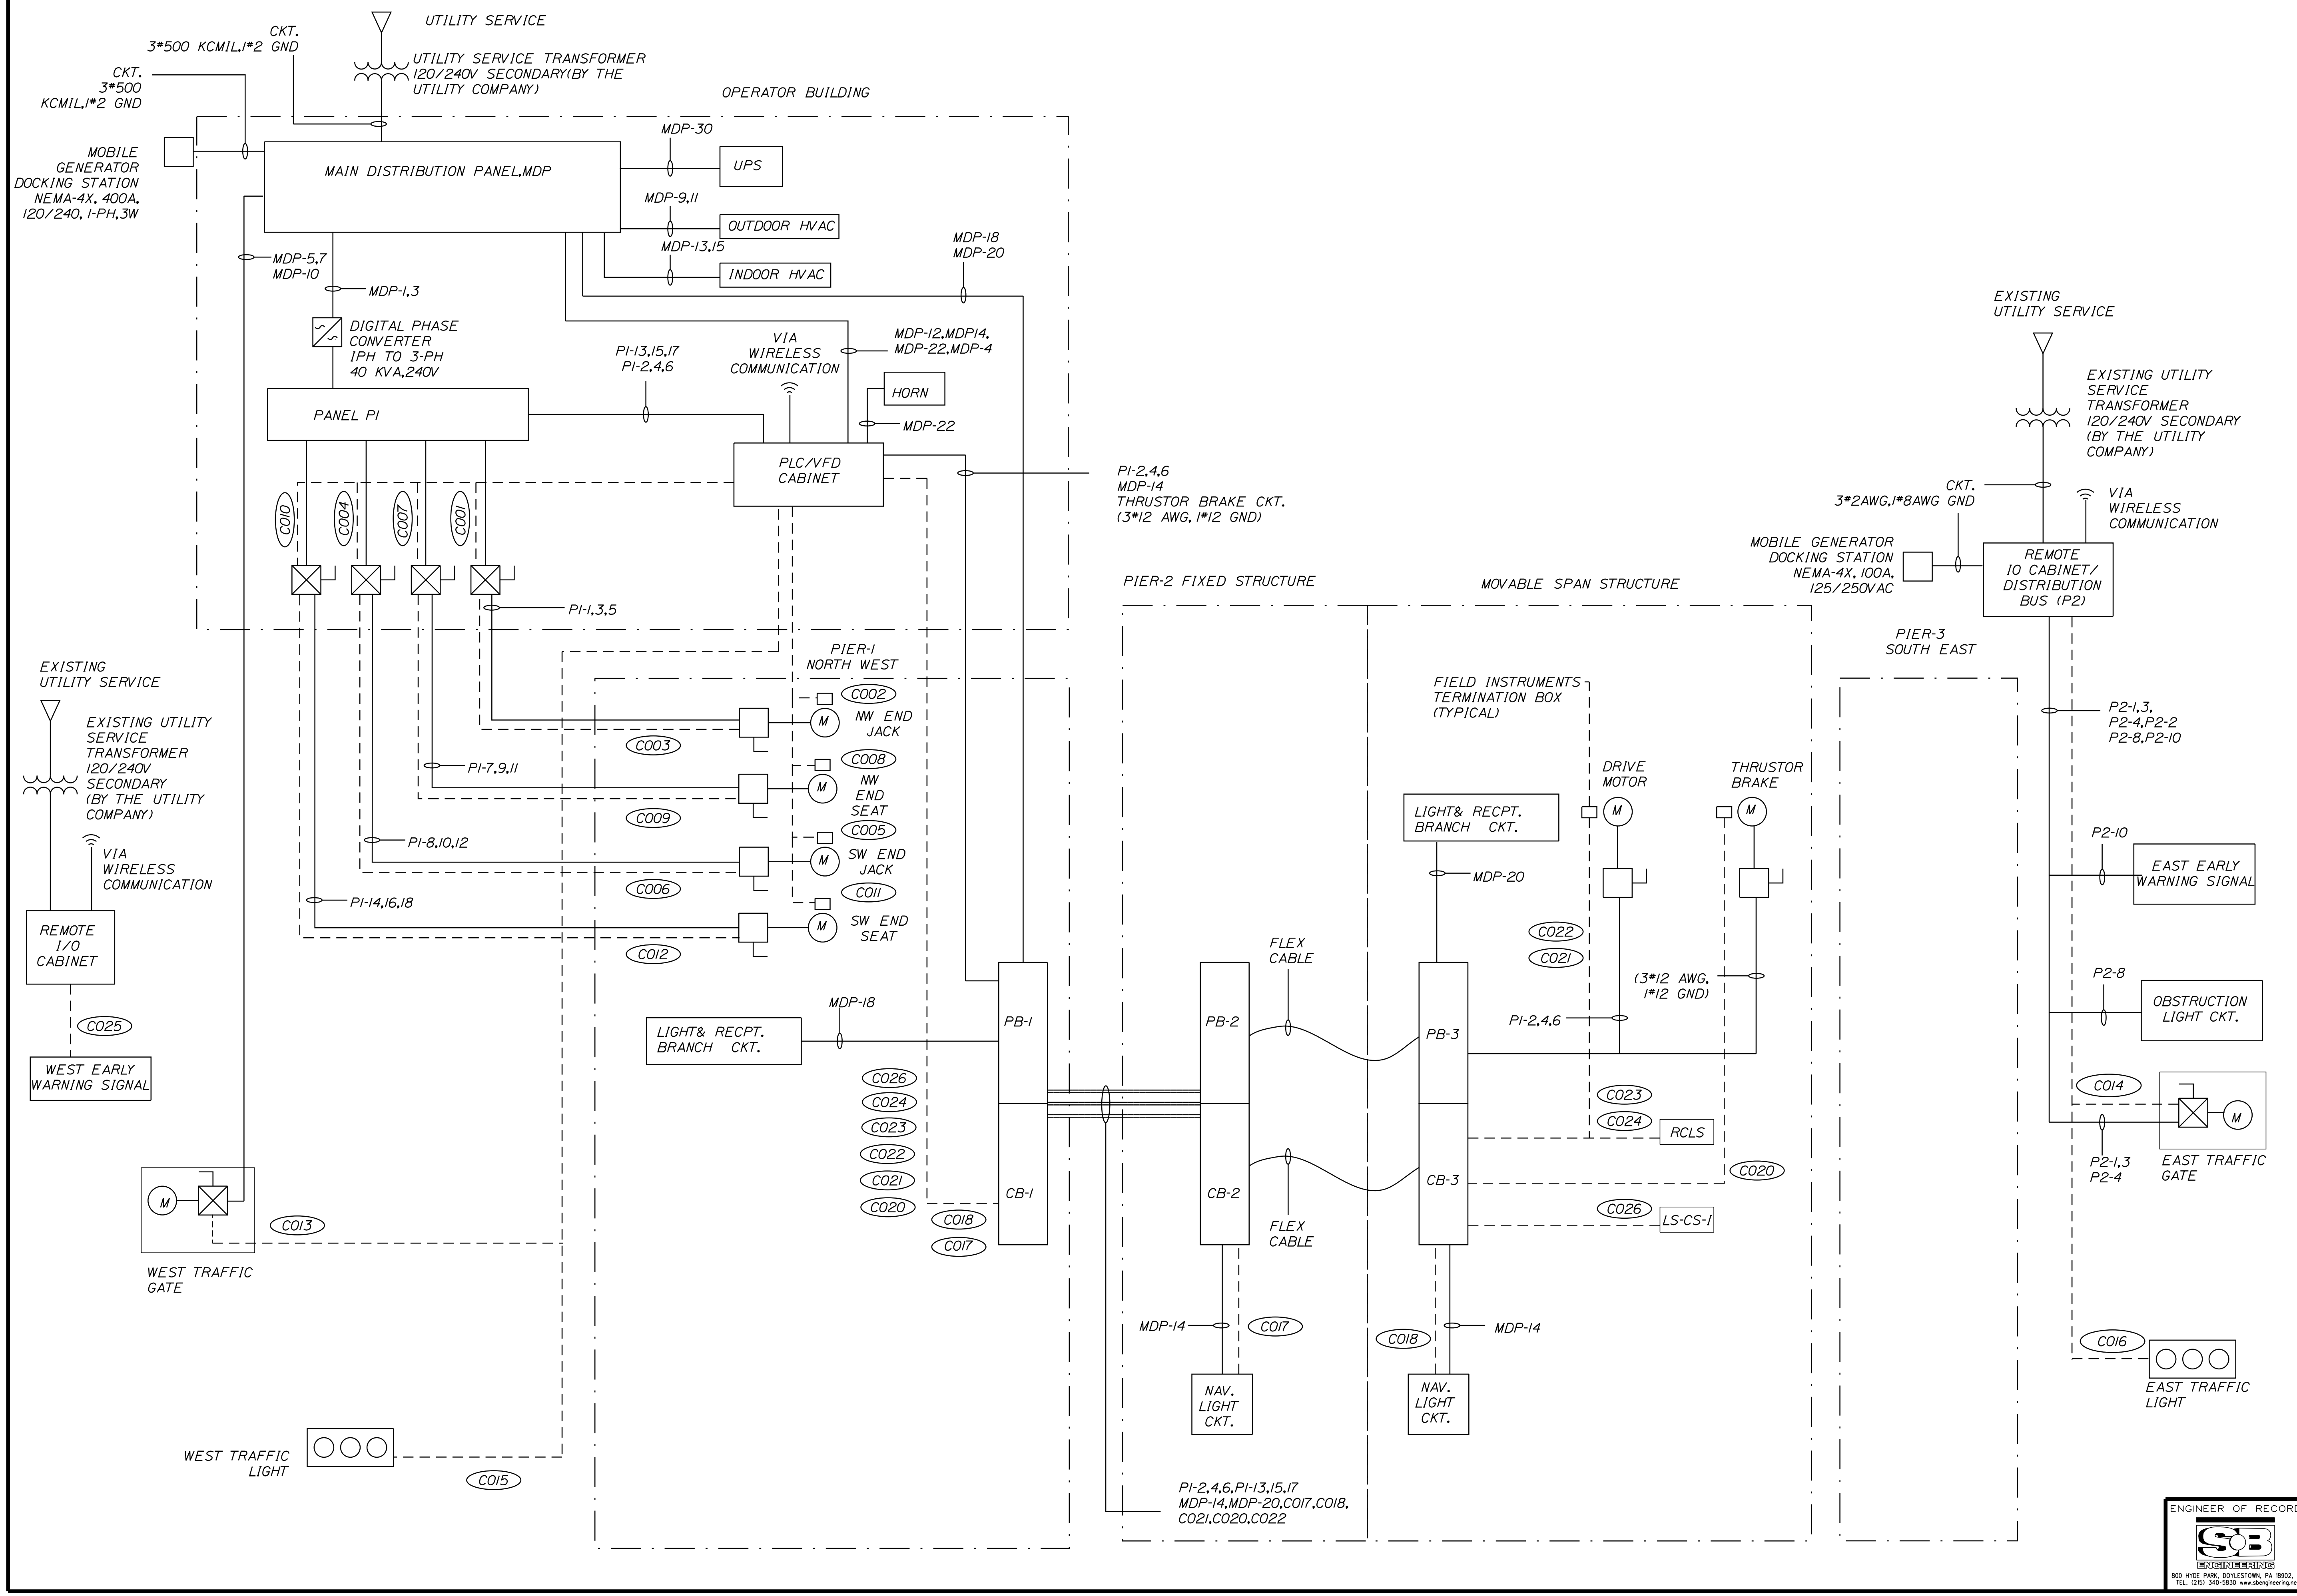 UTILITY SERVICE
CKT.
3#500 KCMIL,1#2 GND
UTILITY SERVICE TRANSFORMER
120/240V SECONDARY(BY THE
UTILITY COMPANY)
CKT.
3#500
KCMIL,1#2 GND
OPERATOR BUILDING
MOBILE
GENERATOR
DOCKING STATION
NEMA-4X, 400A,
120/240, 1-PH,3W
MAIN DISTRIBUTION PANEL,MDP
MDP-30
UPS
MDP-9,11
OUTDOOR HVAC
MDP-13,15
INDOOR HVAC
MDP-18
MDP-20
MDP-5,7
MDP-10
MDP-1,3
DIGITAL PHASE
CONVERTER
1PH TO 3-PH
40 KVA,240V
P1-13,15,17
P1-2,4,6
VIA
WIRELESS
COMMUNICATION
MDP-12,MDP14,
MDP-22,MDP-4
HORN
MDP-22
PANEL P1
PLC/VFD
CABINET
P1-2,4,6
MDP-14
THRUSTOR BRAKE CKT.
(3#12 AWG, 1#12 GND)
C010
C004
C007
C001
P1-1,3,5
EXISTING
UTILITY SERVICE
EXISTING UTILITY
SERVICE
TRANSFORMER
120/240V SECONDARY
(BY THE UTILITY
COMPANY)
CKT.
3#2AWG,1#8AWG GND
VIA
WIRELESS
COMMUNICATION
MOBILE GENERATOR
DOCKING STATION
NEMA-4X, 100A,
125/250VAC
REMOTE
IO CABINET/
DISTRIBUTION
BUS (P2)
PIER-2 FIXED STRUCTURE
MOVABLE SPAN STRUCTURE
PIER-3
SOUTH EAST
PIER-1
NORTH WEST
EXISTING
UTILITY SERVICE
EXISTING UTILITY
SERVICE
TRANSFORMER
120/240V
SECONDARY
(BY THE UTILITY
COMPANY)
VIA
WIRELESS
COMMUNICATION
REMOTE
I/O
CABINET
C025
WEST EARLY
WARNING SIGNAL
C002
M
NW END
JACK
C003
C008
P1-7,9,11
M
NW
END
SEAT
C009
C005
P1-8,10,12
M
SW END
JACK
C006
C011
P1-14,16,18
M
SW END
SEAT
C012
FIELD INSTRUMENTS
TERMINATION BOX
(TYPICAL)
DRIVE
MOTOR
M
THRUSTOR
BRAKE
M
LIGHT& RECPT.
BRANCH CKT.
MDP-20
C022
C021
(3#12 AWG,
1#12 GND)
P1-2,4,6
P2-1,3,
P2-4,P2-2
P2-8,P2-10
P2-10
EAST EARLY
WARNING SIGNAL
P2-8
OBSTRUCTION
LIGHT CKT.
C014
M
P2-1,3
P2-4
EAST TRAFFIC
GATE
C016
EAST TRAFFIC
LIGHT
MDP-18
LIGHT& RECPT.
BRANCH CKT.
PB-1
PB-2
FLEX
CABLE
PB-3
C026
C024
C023
C022
C021
C020
C018
C017
CB-1
CB-2
FLEX
CABLE
CB-3
C023
C024
RCLS
C020
C026
LS-CS-1
M
C013
WEST TRAFFIC
GATE
MDP-14
C017
C018
MDP-14
NAV.
LIGHT
CKT.
NAV.
LIGHT
CKT.
WEST TRAFFIC
LIGHT
C015
P1-2,4,6,P1-13,15,17
MDP-14,MDP-20,C017,C018,
C021,C020,C022
ENGINEER OF RECORD
SB
ENGINEERING
800 HYDE PARK, DOYLESTOWN, PA 18902,
TEL. (215) 340-5830 www.sbengineering.ne